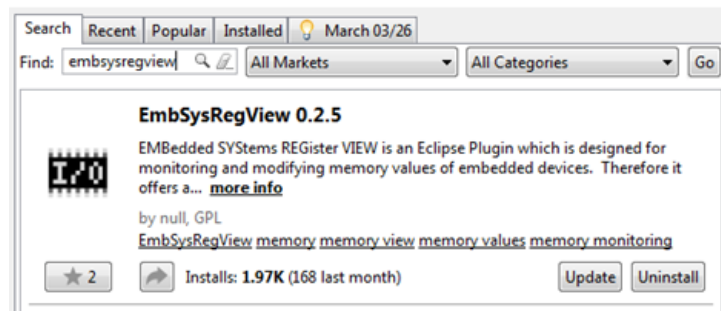 Search Recent Popular Installed March 03/26
Find: embsysregview All Markets All Categories Go
EmbSysRegView 0.2.5
EMBedded SYStems REGister VIEW is an Eclipse Plugin which is designed for
monitoring and modifying memory values of embedded devices. Therefore it
offers a... more info
I/O
by null, GPL
EmbSysRegView memory memory view memory values memory monitoring
2 Installs: 1.97K (168 last month) Update Uninstall